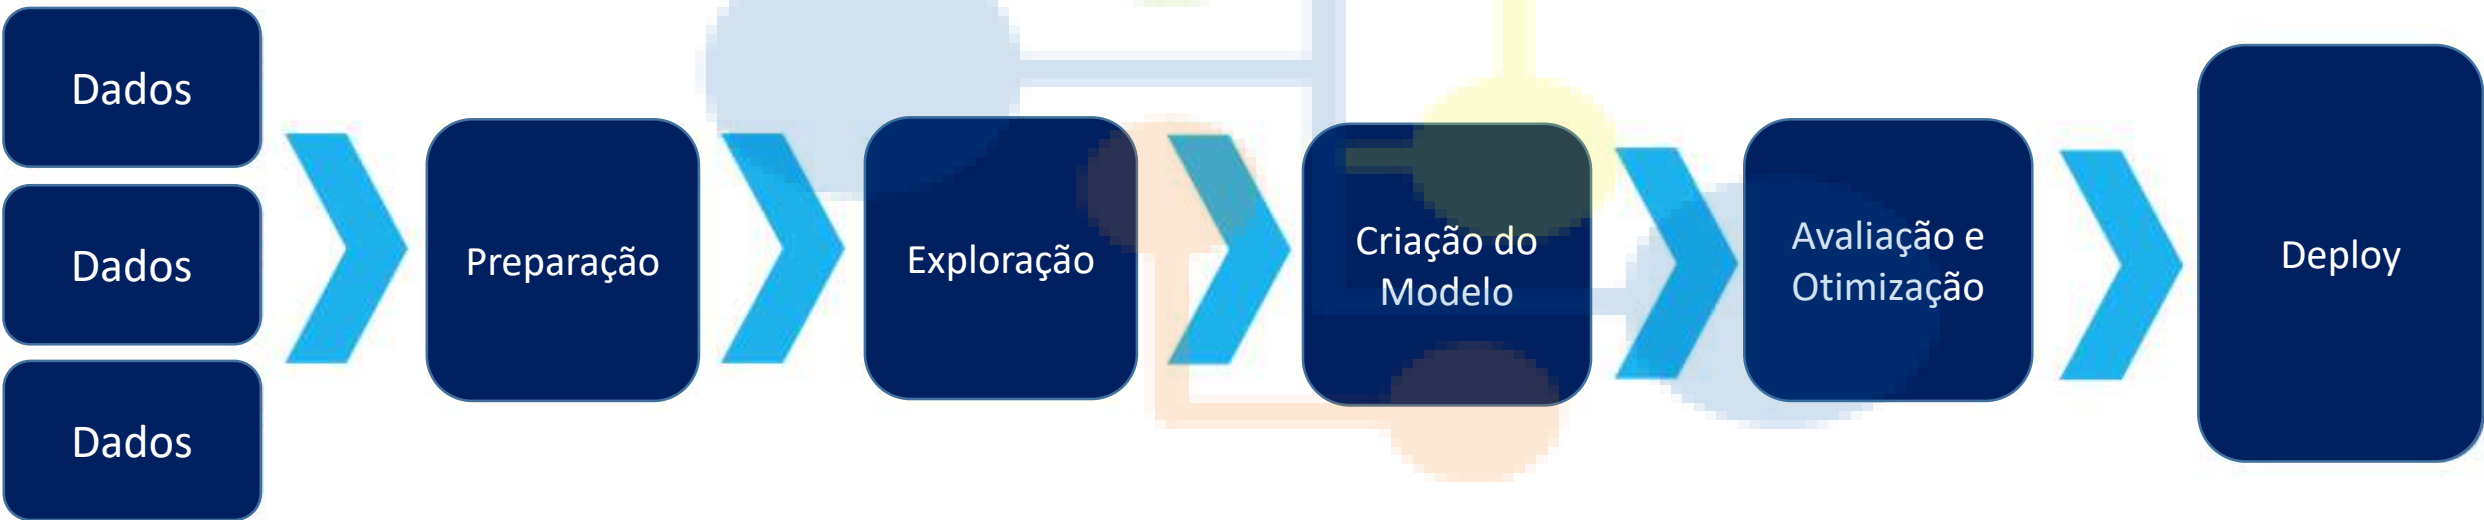 Dados
Dados
Dados
Preparação
Exploração
Criação do
Modelo
Avaliação e
Otimização
Deploy